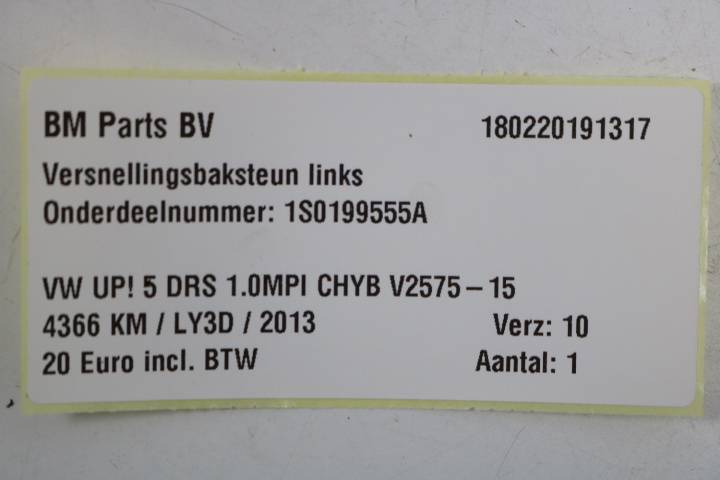 BM Parts BV 180220191317
Versnellingsbaksteun links
Onderdeelnummer: 1S0199555A
VW UP! 5 DRS 1.0MPI CHYB V2575-15
4366 KM / LY3D / 2013 Verz: 10
20 Euro incl. BTW Aantal: 1